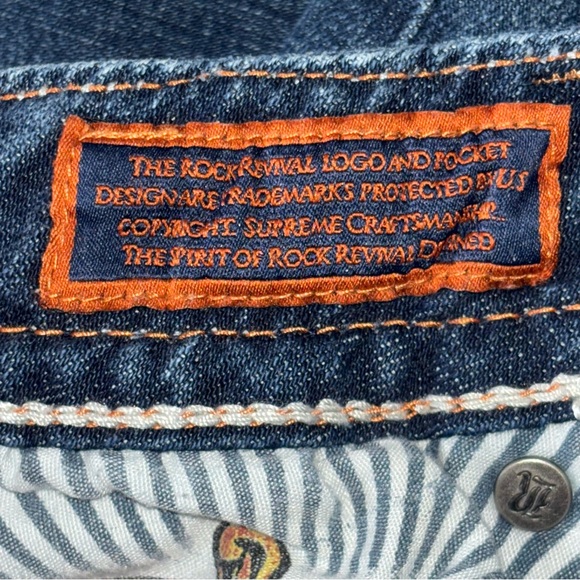 THE ROCK REVIVAL LOGO AND POCKET
DESIGN ARE TRADEMARKS PROTECTED BY U.S
COPYRIGHT. SUPREME CRAFTSMANSHIP...
THE SPIRIT OF ROCK REVIVAL DENIM
R